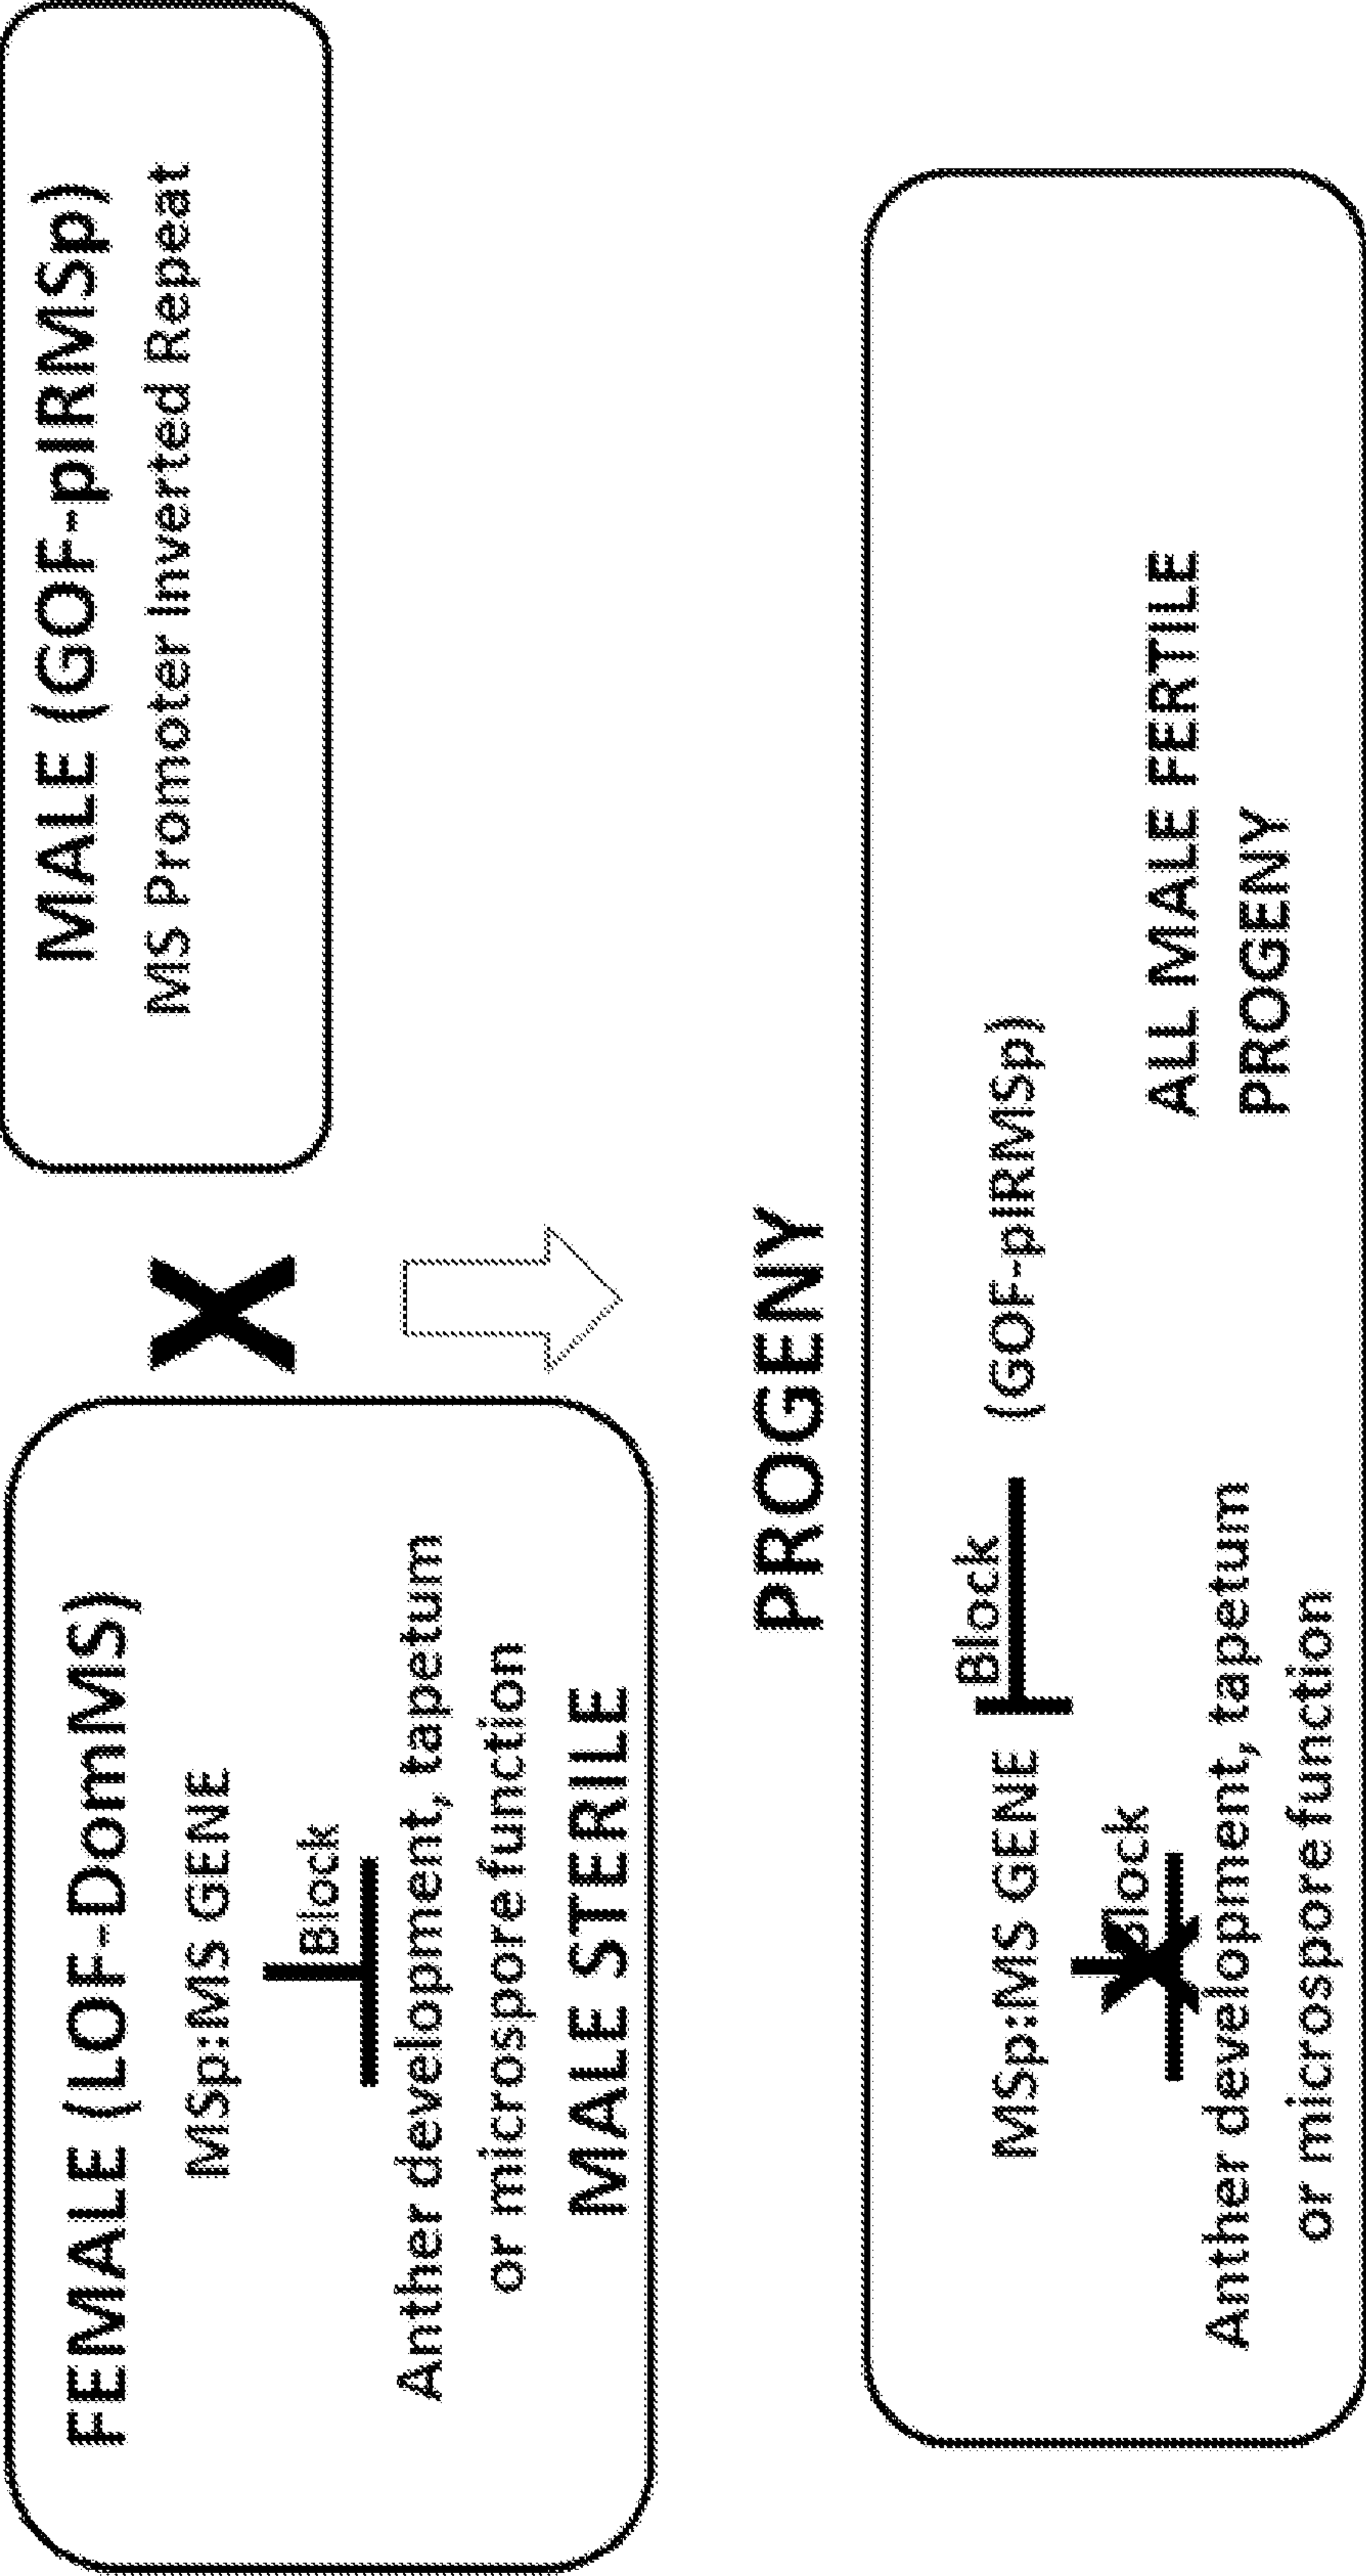 FEMALE (LOF-DomMS)
MSp:MS GENE
Block
Anther development, tapetum
or microspore function
MALE STERILE
X
MALE (GOF-pIRMSp)
MS Promoter Inverted Repeat
PROGENY
MSp:MS GENE
Block
(GOF-pIRMSp)
Block
Anther development, tapetum
or microspore function
ALL MALE FERTILE
PROGENY